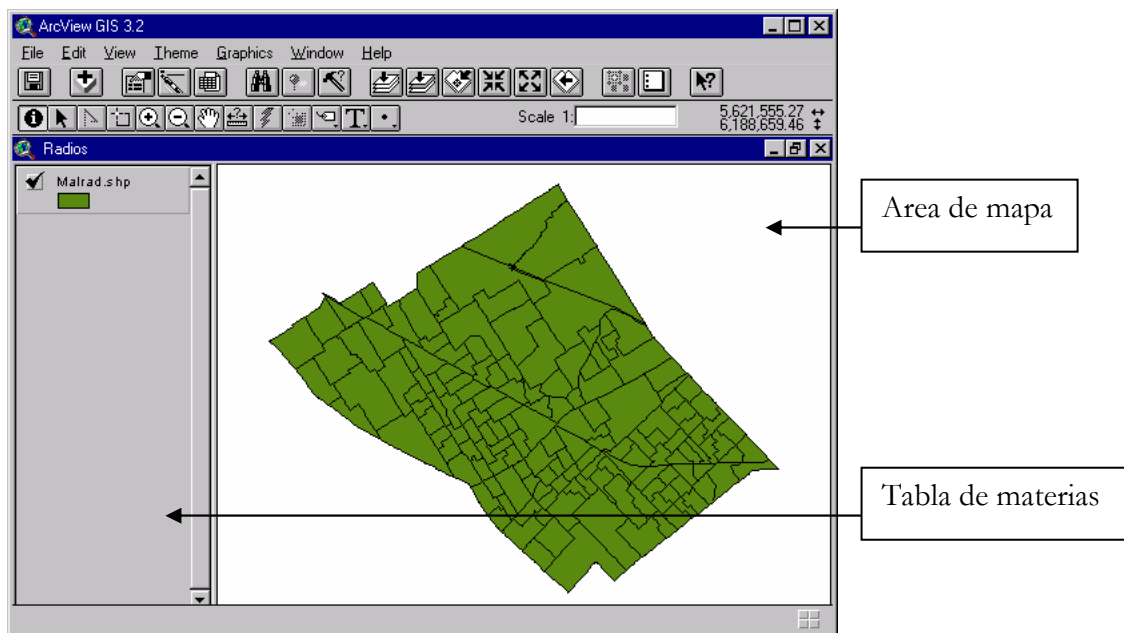 ArcView GIS 3.2
File Edit View Theme Graphics Window Help
Scale 1:
5,621,555.27
6,188,659.46
Radios
Malrad.shp
Area de mapa
Tabla de materias